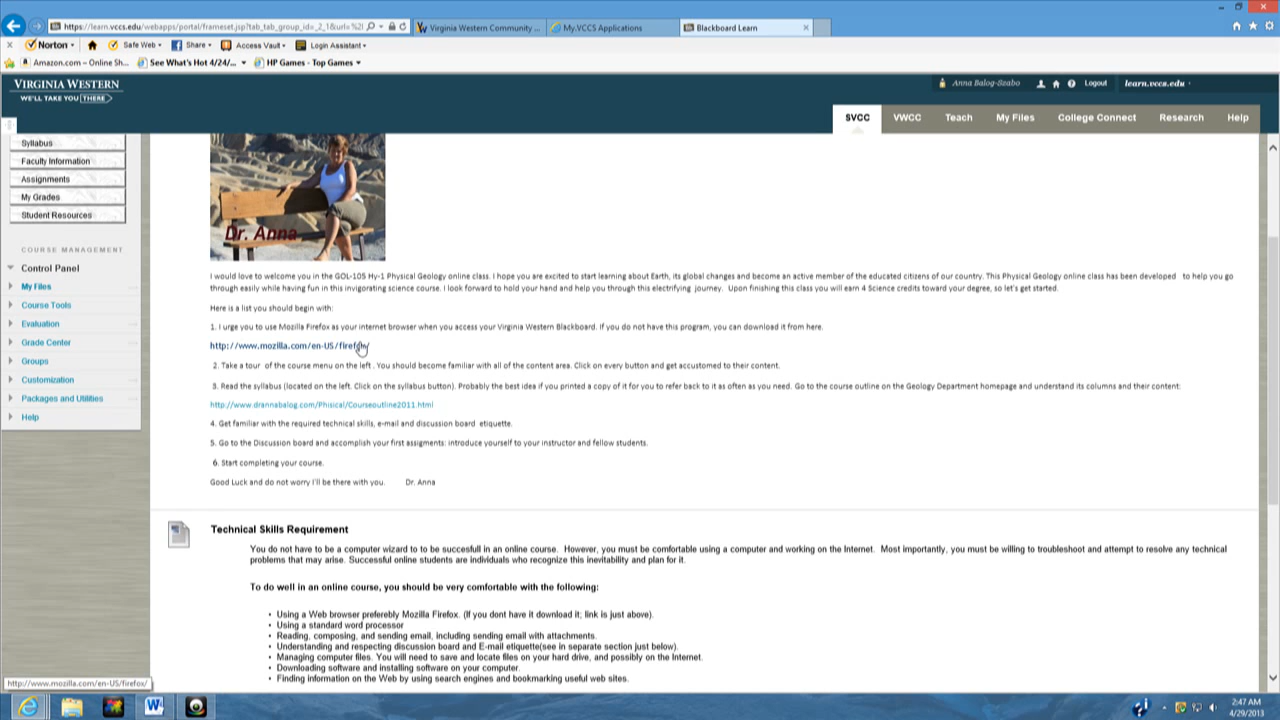 https://learn.vccs.edu/webapps/portal/frameset.jsp?tab_tab_group_id=_2_1&url=%2I
Virginia Western Community ...
My.VCCS Applications
Blackboard Learn
Norton
Safe Web
Share
Access Vault
Login Assistant
Amazon.com – Online Sh...
See What's Hot 4/24/...
HP Games - Top Games
VIRGINIA WESTERN
WE'LL TAKE YOU THERE
Anna Balog-Szabo
Logout
learn.vccs.edu
SVCC
VWCC
Teach
My Files
College Connect
Research
Help
Syllabus
Faculty Information
Assignments
My Grades
Student Resources
COURSE MANAGEMENT
Control Panel
My Files
Course Tools
Evaluation
Grade Center
Groups
Customization
Packages and Utilities
Help
Dr. Anna
I would love to welcome you in the GOL-105 Hy-1 Physical Geology online class. I hope you are excited to start learning about Earth, its global changes and become an active member of the educated citizens of our country. This Physical Geology online class has been developed to help you go
through easily while having fun in this invigorating science course. I look forward to hold your hand and help you through this electrifying journey. Upon finishing this class you will earn 4 Science credits toward your degree, so let's get started.
Here is a list you should begin with:
1. I urge you to use Mozilla Firefox as your internet browser when you access your Virginia Western Blackboard. If you do not have this program, you can download it from here.
http://www.mozilla.com/en-US/firefox/
2. Take a tour of the course menu on the left . You should become familiar with all of the content area. Click on every button and get accustomed to their content.
3. Read the syllabus (located on the left. Click on the syllabus button). Probably the best idea if you printed a copy of it for you to refer back to it as often as you need. Go to the course outline on the Geology Department homepage and understand its columns and their content:
http://www.drannabalog.com/Phisical/Courseoutline2011.html
4. Get familiar with the required technical skills, e-mail and discussion board etiquette.
5. Go to the Discussion board and accomplish your first assigments: introduce yourself to your instructor and fellow students.
6. Start completing your course.
Good Luck and do not worry I'll be there with you. Dr. Anna
Technical Skills Requirement
You do not have to be a computer wizard to to be succesfull in an online course. However, you must be comfortable using a computer and working on the Internet. Most importantly, you must be willing to troubleshoot and attempt to resolve any technical
problems that may arise. Successful online students are individuals who recognize this inevitability and plan for it.
To do well in an online course, you should be very comfortable with the following:
• Using a Web browser preferebly Mozilla Firefox. (If you dont have it download it; link is just above).
• Using a standard word processor
• Reading, composing, and sending email, including sending email with attachments.
• Understanding and respecting discussion board and E-mail etiquette(see in separate section just below).
• Managing computer files. You will need to save and locate files on your hard drive, and possibly on the Internet.
• Downloading software and installing software on your computer.
• Finding information on the Web by using search engines and bookmarking useful web sites.
http://www.mozilla.com/en-US/firefox/
2:47 AM
4/29/2013